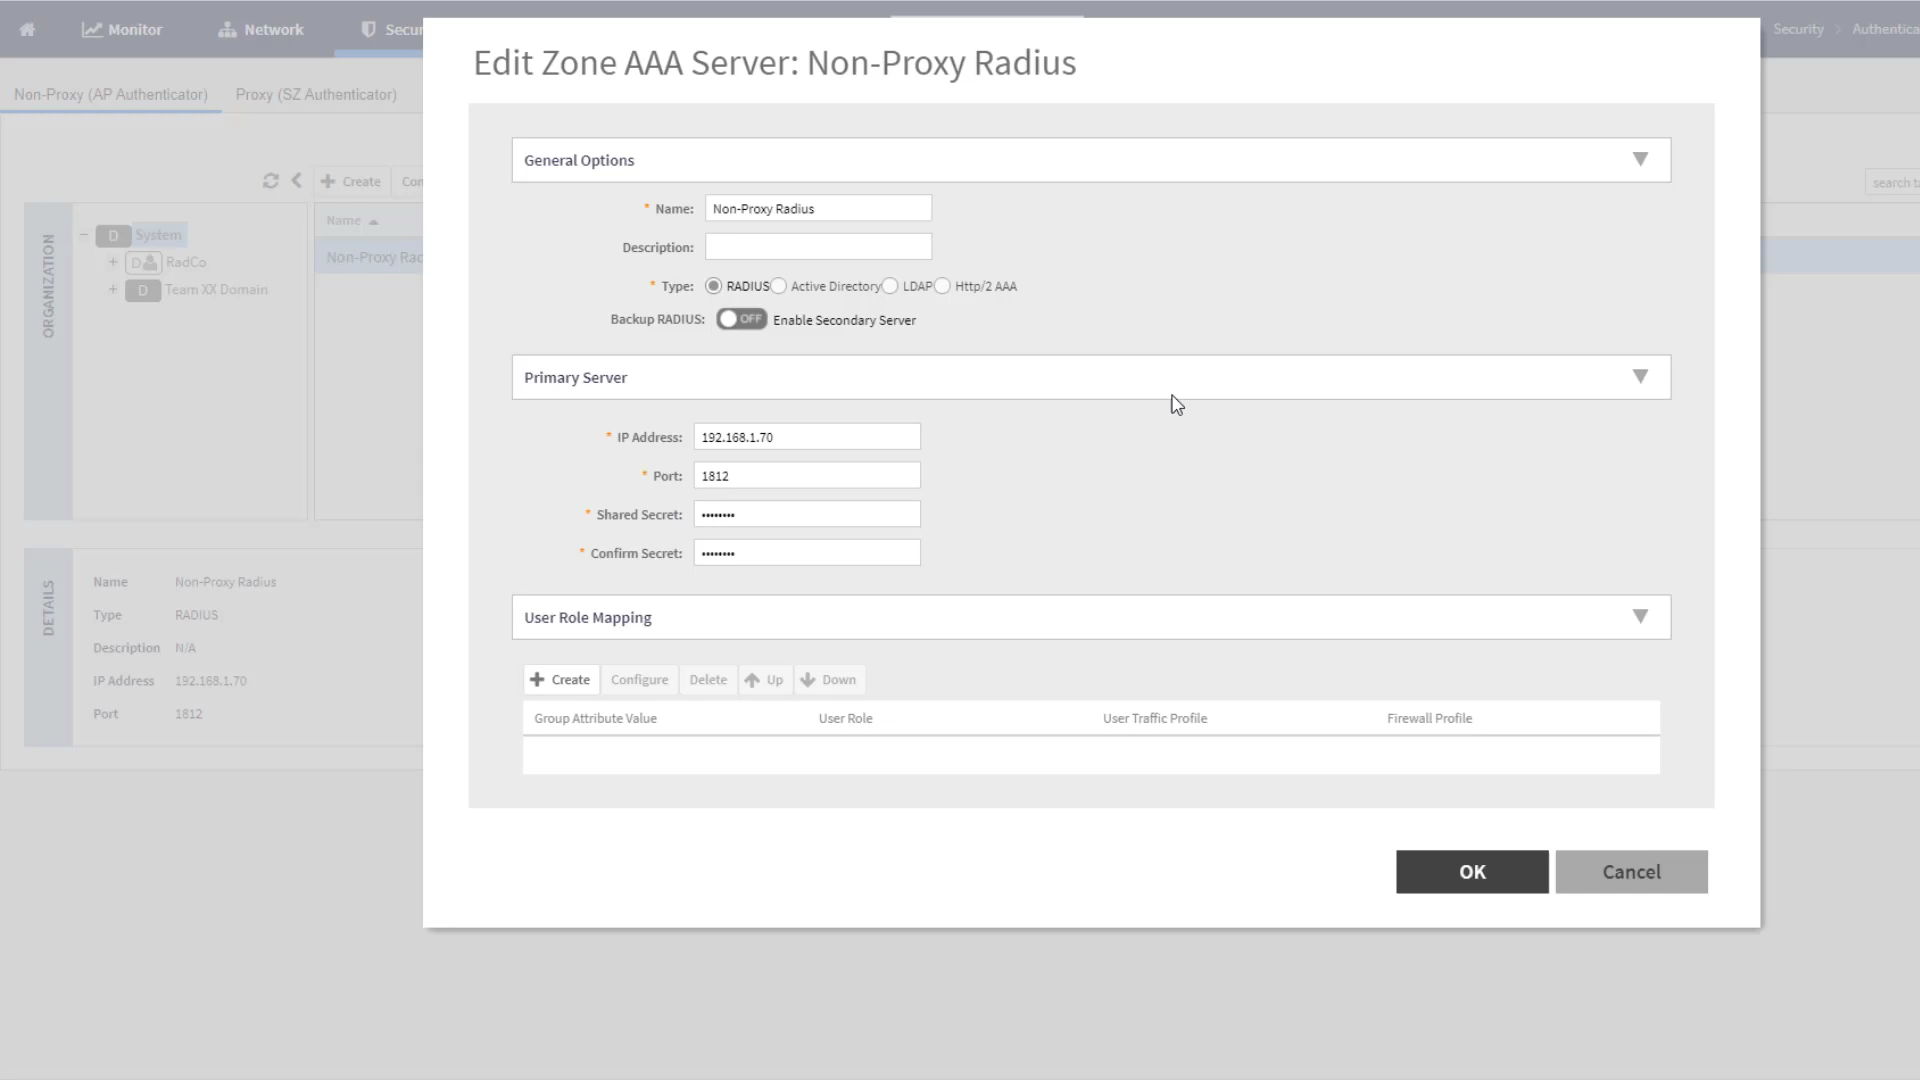 Monitor
Network
Secur
Security > Authentica
Edit Zone AAA Server: Non-Proxy Radius
Non-Proxy (AP Authenticator)
Proxy (SZ Authenticator)
General Options
Create
Con
search ta
* Name: Non-Proxy Radius
ORGANIZATION
D System
D RadCo
D Team XX Domain
Name
Non-Proxy Rad
Description:
* Type: RADIUS Active Directory LDAP Http/2 AAA
Backup RADIUS: OFF Enable Secondary Server
Primary Server
* IP Address: 192.168.1.70
* Port: 1812
* Shared Secret: ••••••••
* Confirm Secret: ••••••••
DETAILS
Name Non-Proxy Radius
Type RADIUS
Description N/A
IP Address 192.168.1.70
Port 1812
User Role Mapping
Create Configure Delete Up Down
Group Attribute Value User Role User Traffic Profile Firewall Profile
OK Cancel